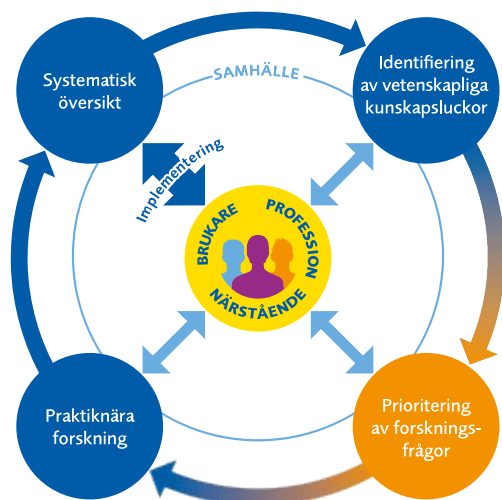 Systematisk
översikt
SAMHÄLLE
Identifiering
av vetenskapliga
kunskapsluckor
Implementering
BRUKARE
PROFESSION
NÄRSTÅENDE
Praktiknära
forskning
Prioritering
av forsknings-
frågor